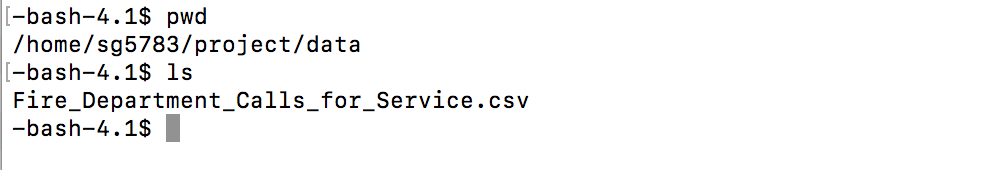 [-bash-4.1$ pwd
/home/sg5783/project/data
[-bash-4.1$ ls
Fire_Department_Calls_for_Service.csv
-bash-4.1$